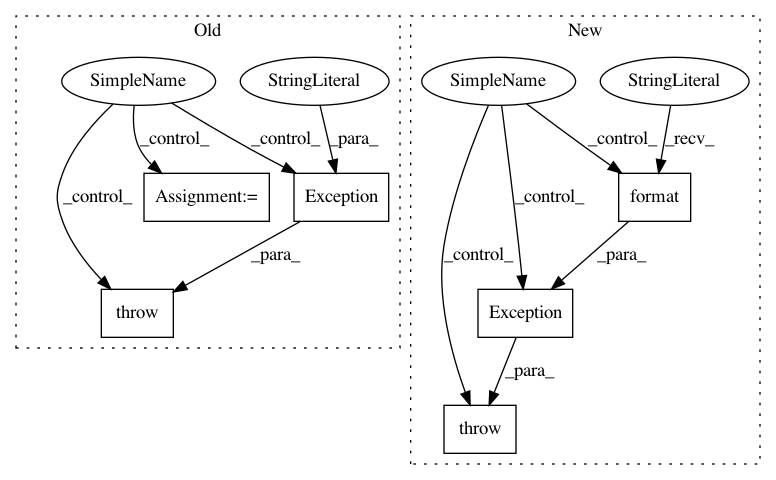 Old
New
SimpleName
StringLiteral
SimpleName
StringLiteral
_control_
_control_
_para_
_control_
_recv_
_control_
Assignment:=
Exception
_control_
format
_control_
_para_
_para_
throw
Exception
_para_
throw